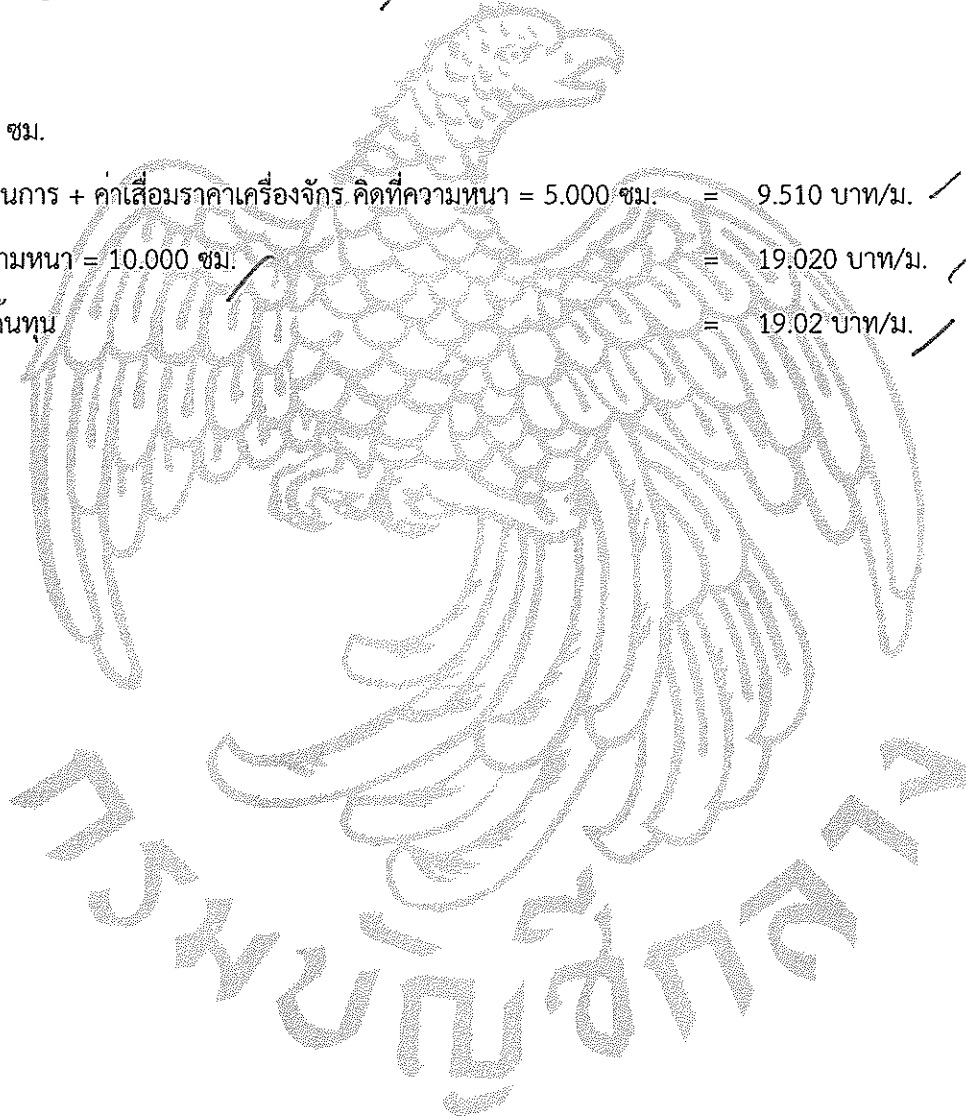 ซม.
นการ + ค่าเสื่อมราคาเครื่องจักร คิดที่ความหนา = 5.000 ซม. = 9.510 บาท/ม.
ามหนา = 10.000 ซม. = 19.020 บาท/ม.
ต้นทุน = 19.02 บาท/ม.
กรมบัญชีกลาง